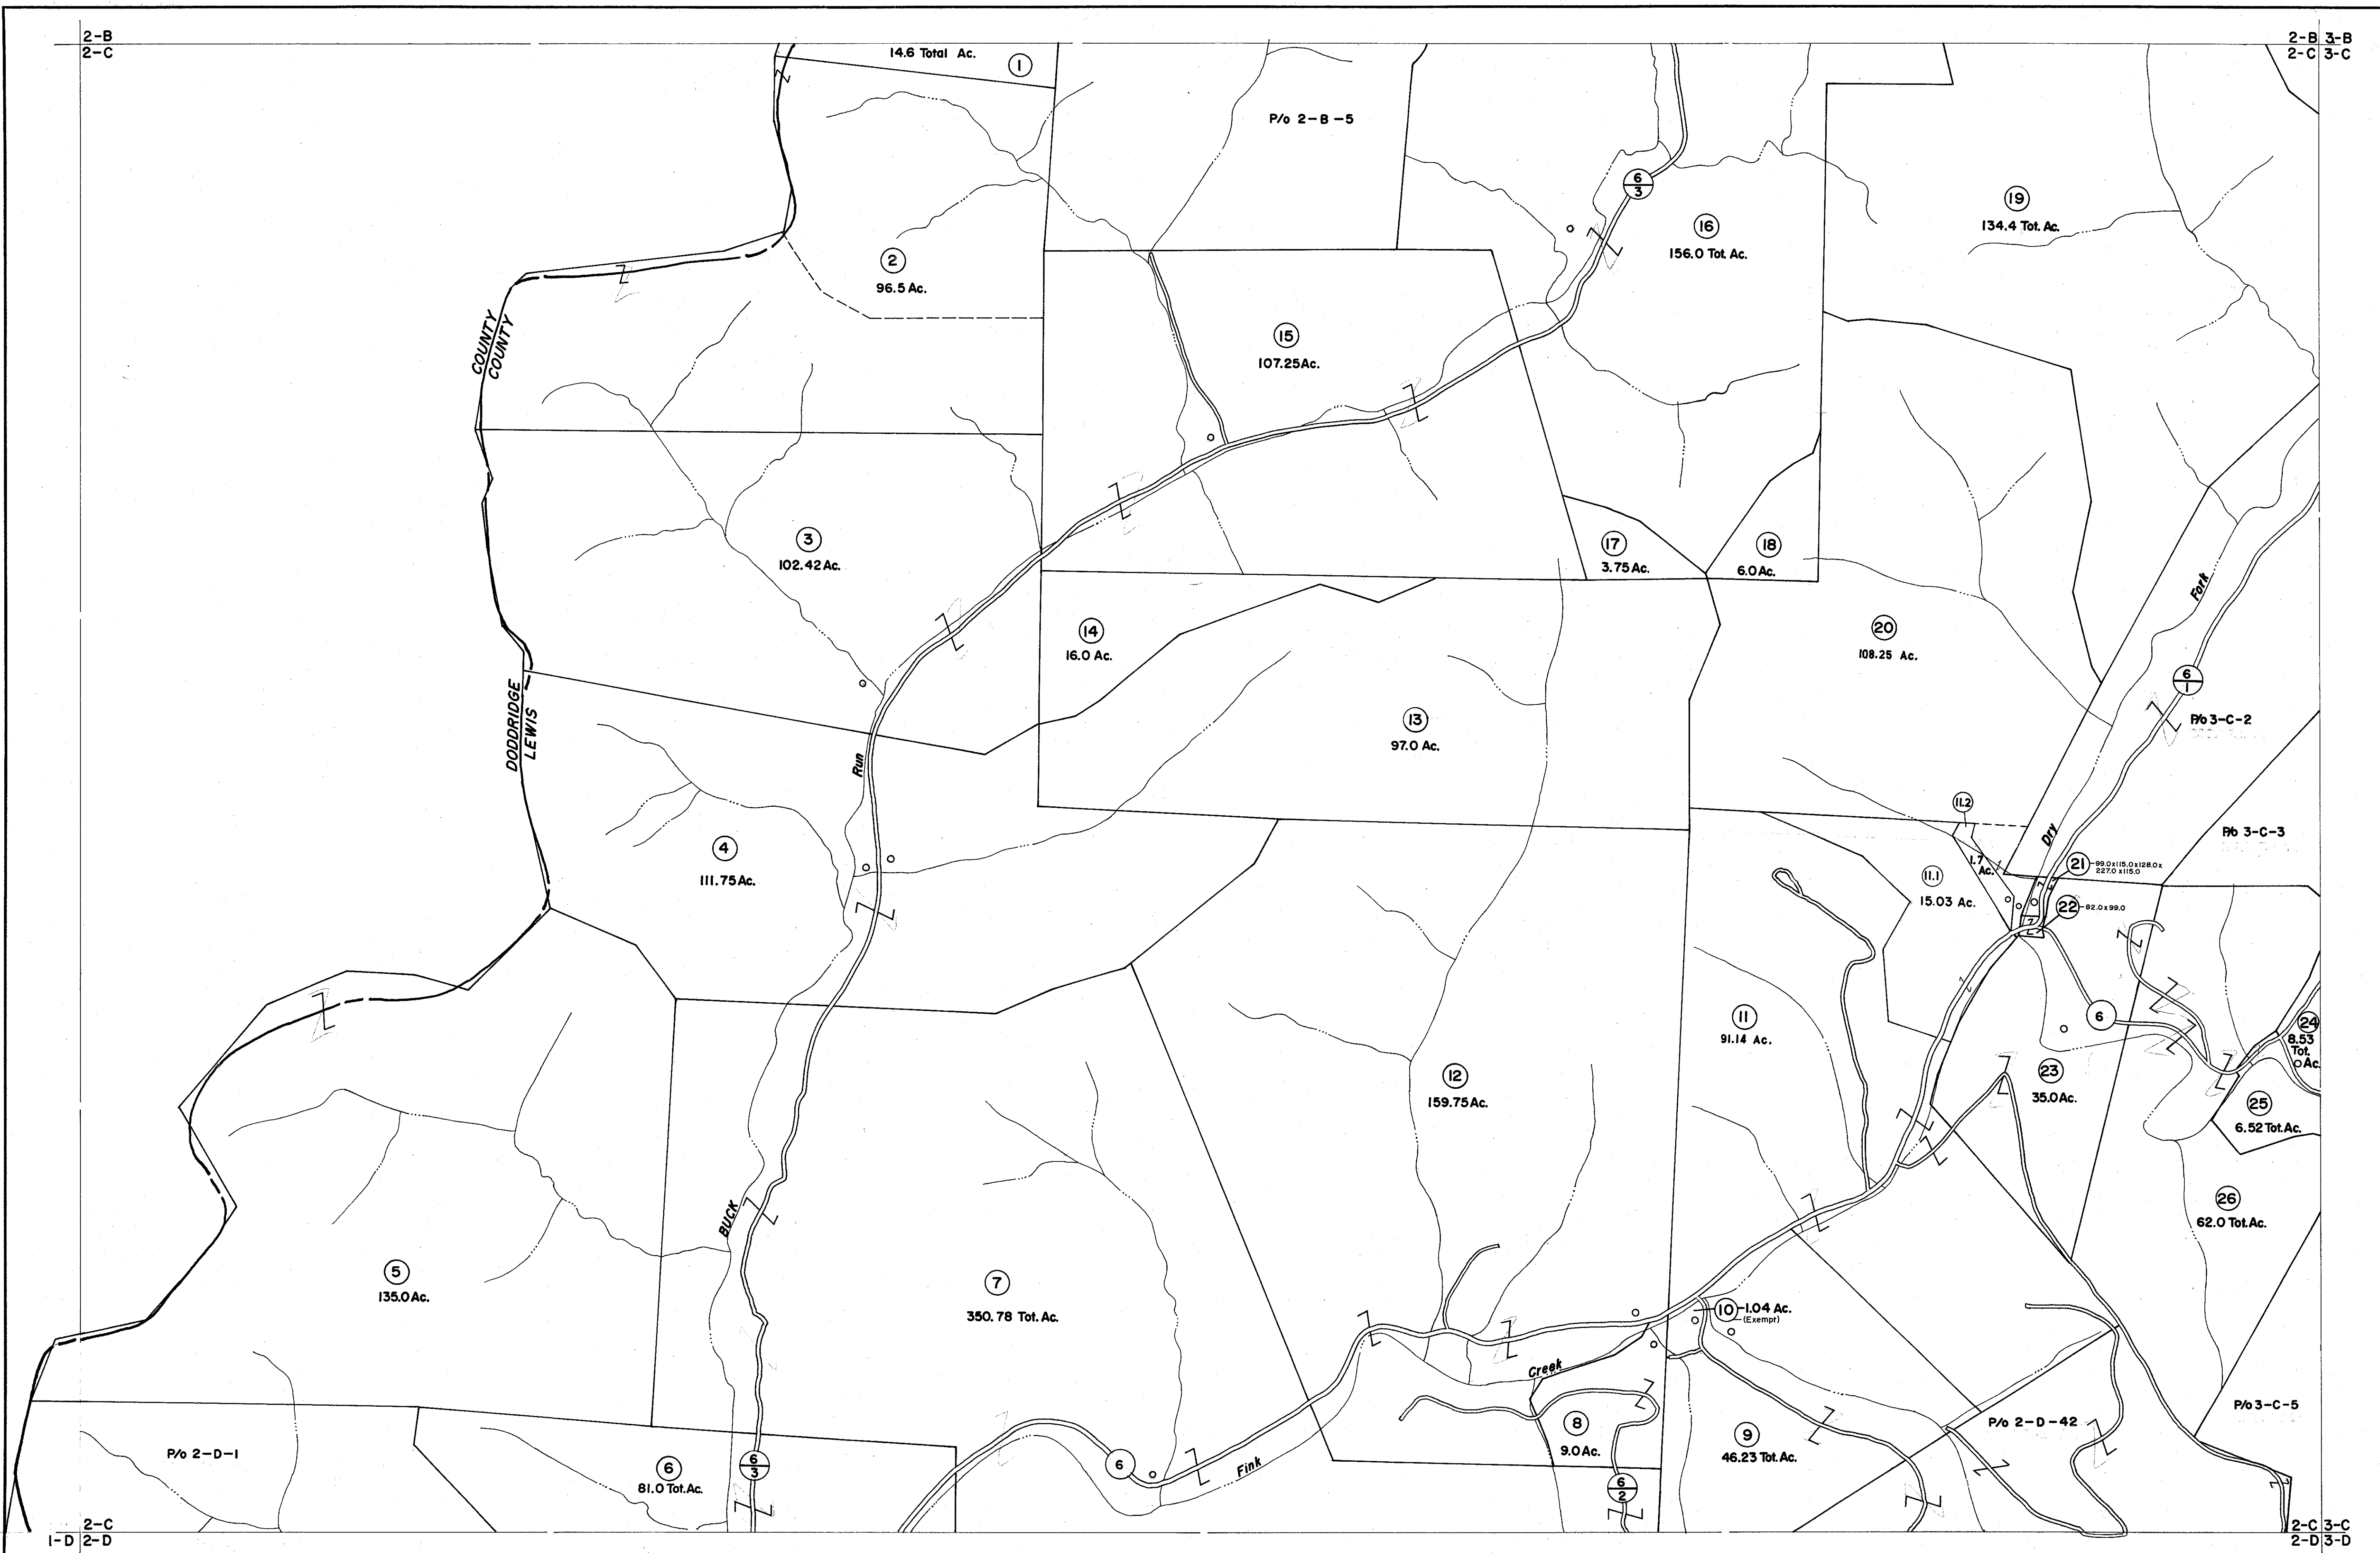 2-B
2-C
2-B 3-B
2-C 3-C
14.6 Total Ac.
1
P/o 2-B-5
6
3
19
134.4 Tot. Ac.
16
156.0 Tot. Ac.
2
96.5 Ac.
COUNTY
COUNTY
15
107.25 Ac.
3
102.42 Ac.
17
3.75 Ac.
18
6.0 Ac.
Fork
14
16.0 Ac.
20
108.25 Ac.
6
1
P/o 3-C-2
DODDRIDGE
LEWIS
13
97.0 Ac.
Run
11.2
Dry
P/o 3-C-3
4
111.75 Ac.
1.7
Ac.
21 -99.0x115.0x128.0x
227.0x115.0
11.1
15.03 Ac.
22 -82.0x99.0
11
91.14 Ac.
6
24
8.53
Tot.
Ac.
12
159.75 Ac.
23
35.0 Ac.
25
6.52 Tot. Ac.
BUCK
26
62.0 Tot. Ac.
5
135.0 Ac.
7
350.78 Tot. Ac.
10 -1.04 Ac.
(Exempt)
Creek
P/o 2-D-1
6
81.0 Tot. Ac.
6
3
6
Fink
8
9.0 Ac.
6
2
9
46.23 Tot. Ac.
P/o 2-D-42
P/o 3-C-5
2-C
1-D 2-D
2-C 3-C
2-D 3-D